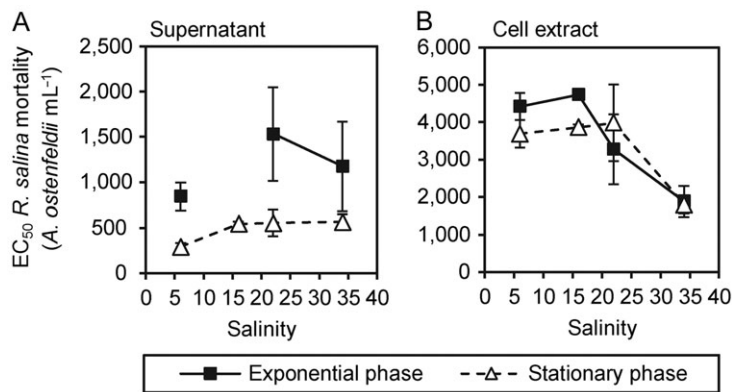 A
Supernatant
EC50 R. salina mortality
(A. ostenfeldii mL⁻¹)
2,500
2,000
1,500
1,000
500
0
0 5 10 15 20 25 30 35 40
Salinity
B
Cell extract
6,000
5,000
4,000
3,000
2,000
1,000
0
0 5 10 15 20 25 30 35 40
Salinity
Exponential phase
Stationary phase